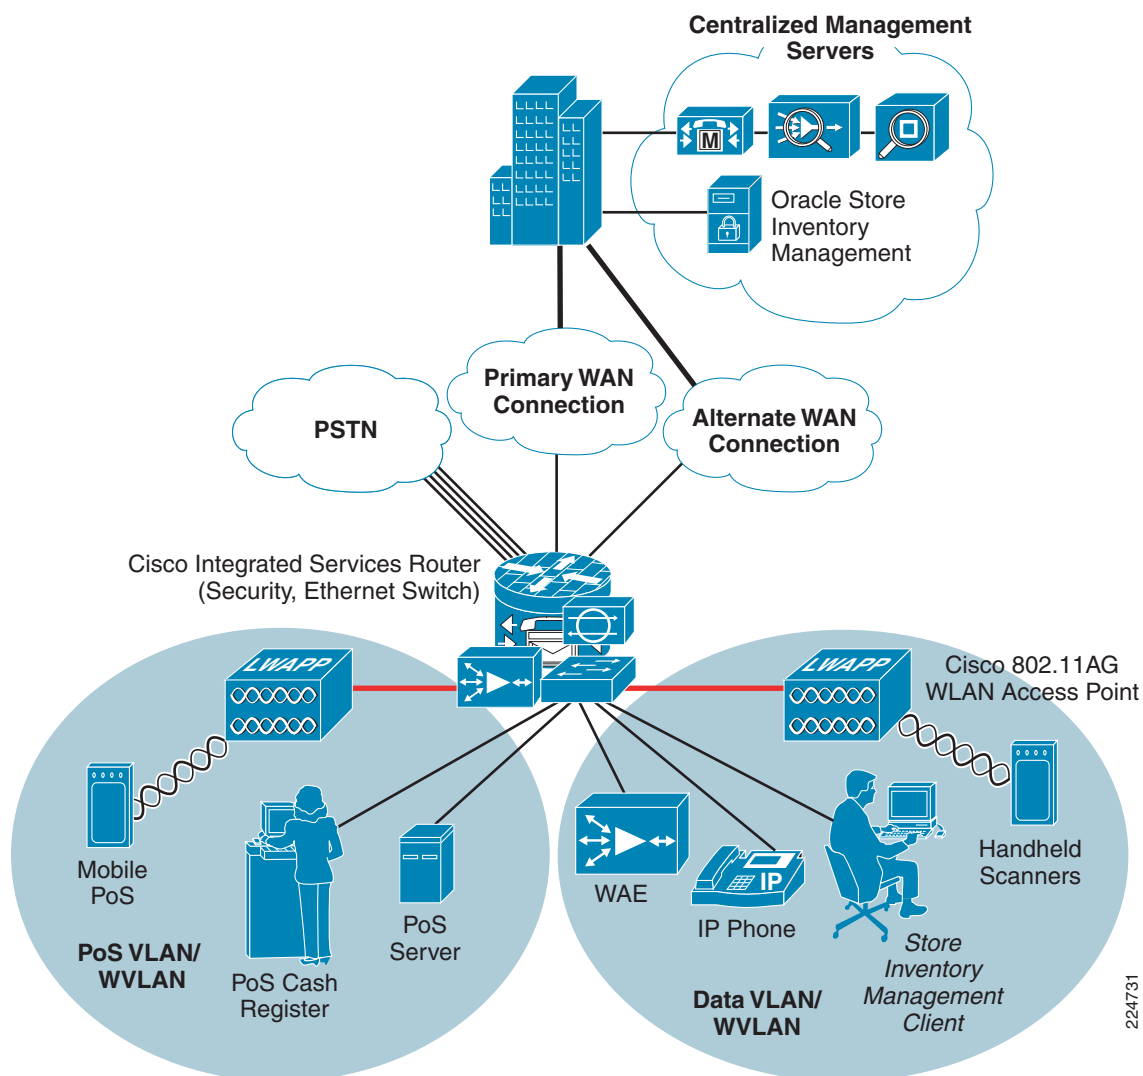 Centralized Management
Servers
M
Oracle Store
Inventory
Management
Primary WAN
Connection
PSTN
Alternate WAN
Connection
Cisco Integrated Services Router
(Security, Ethernet Switch)
LWAPP
LWAPP
Cisco 802.11AG
WLAN Access Point
Mobile
PoS
PoS VLAN/
WVLAN
PoS Cash
Register
PoS
Server
WAE
IP
IP Phone
Data VLAN/
WVLAN
Store
Inventory
Management
Client
Handheld
Scanners
224731